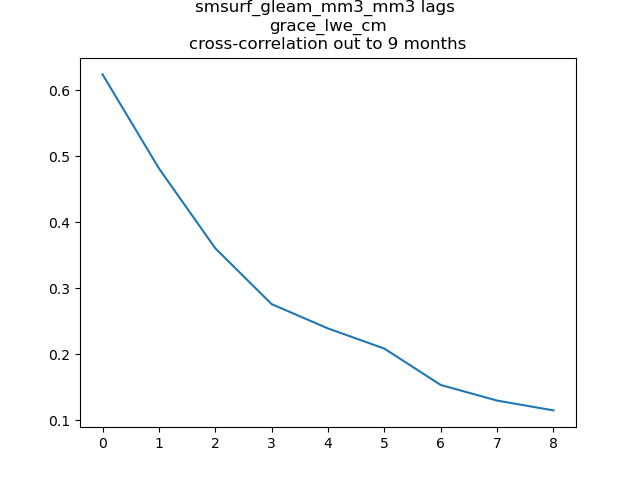 smsurf_gleam_mm3_mm3 lags
grace_lwe_cm
cross-correlation out to 9 months
0.6
0.5
0.4
0.3
0.2
0.1
0 1 2 3 4 5 6 7 8